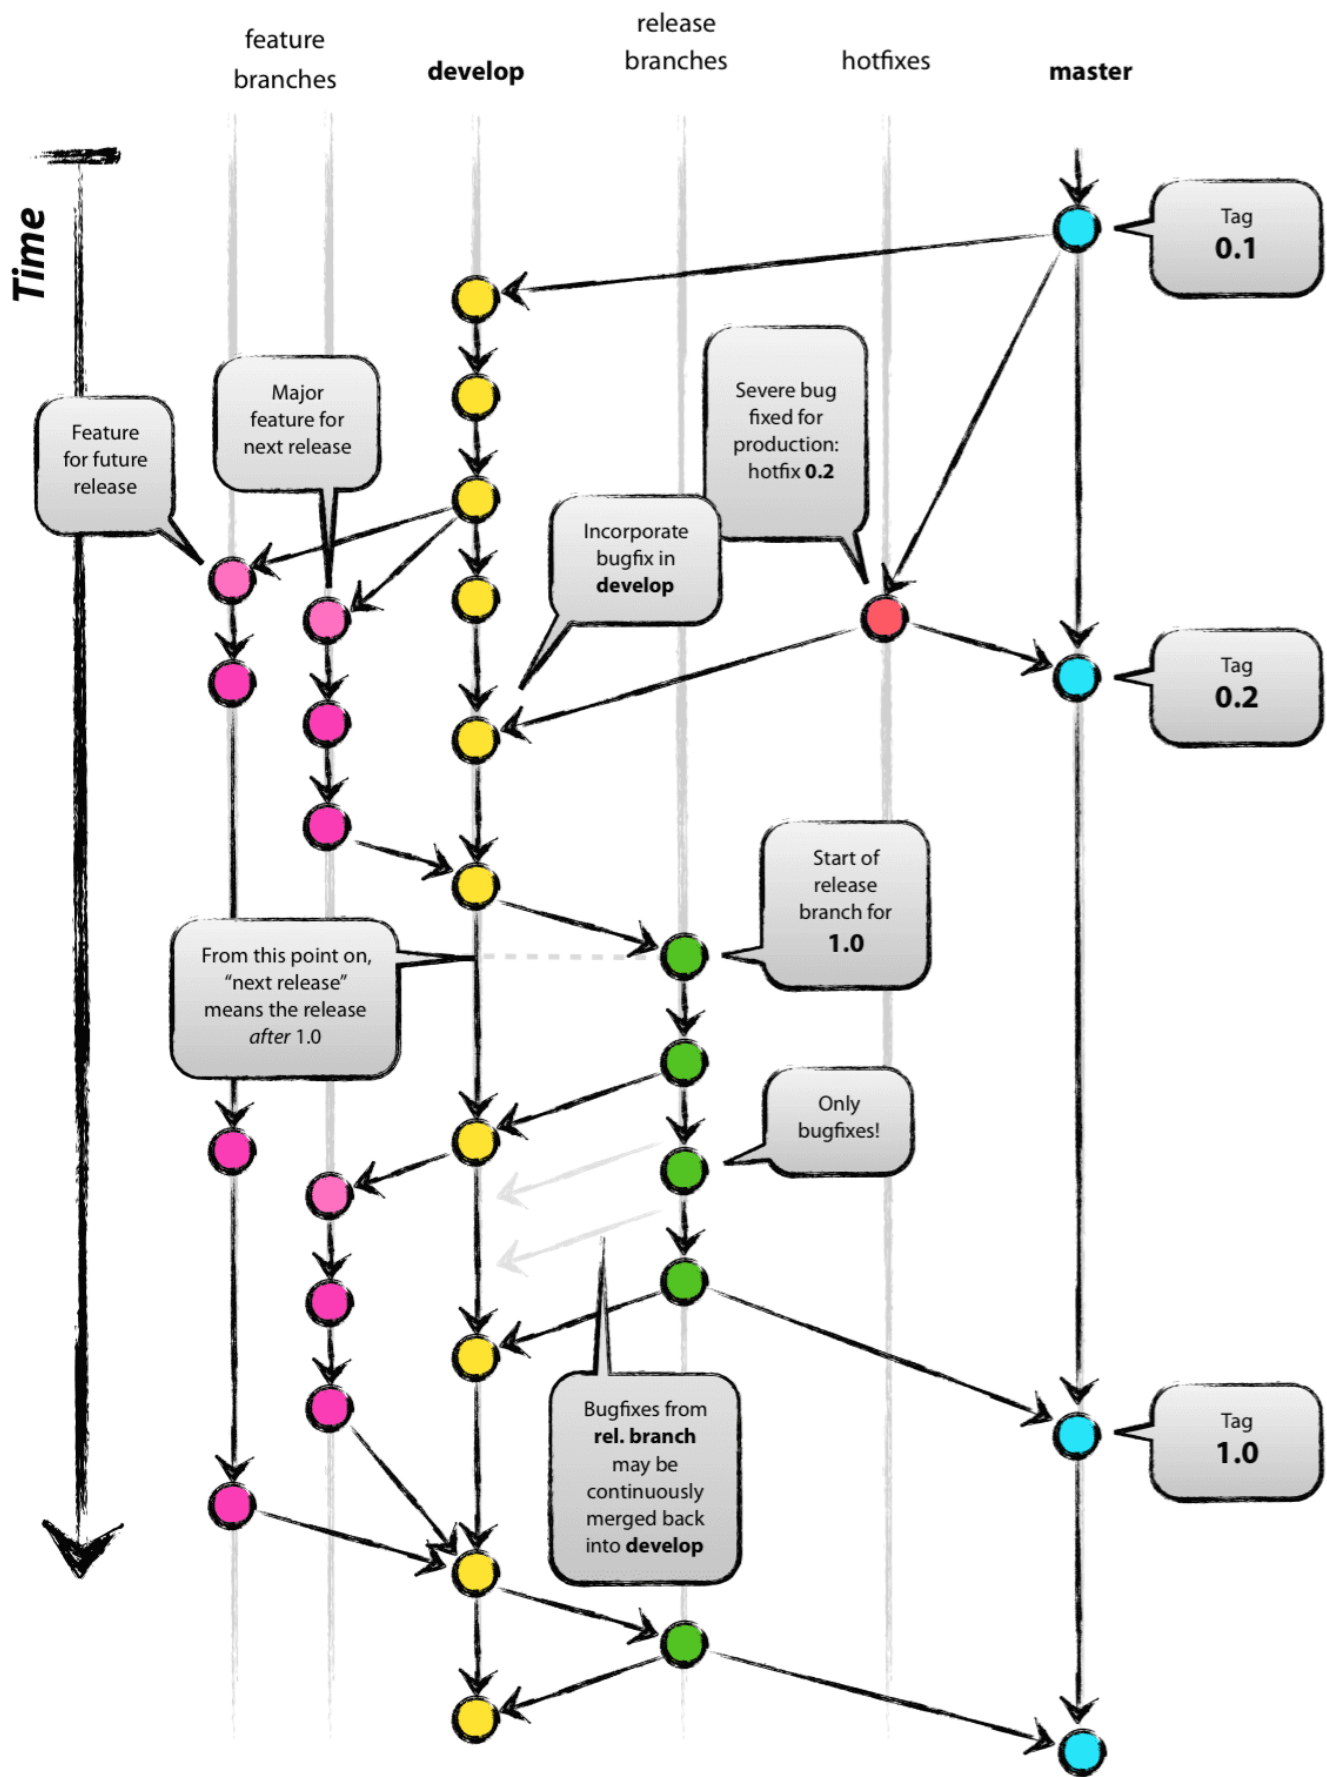 feature
branches
develop
release
branches
hotfixes
master
Time
Tag
0.1
Major
feature for
next release
Feature
for future
release
Severe bug
fixed for
production:
hotfix 0.2
Incorporate
bugfix in
develop
Tag
0.2
Start of
release
branch for
1.0
From this point on,
“next release”
means the release
after 1.0
Only
bugfixes!
Bugfixes from
rel. branch
may be
continuously
merged back
into develop
Tag
1.0